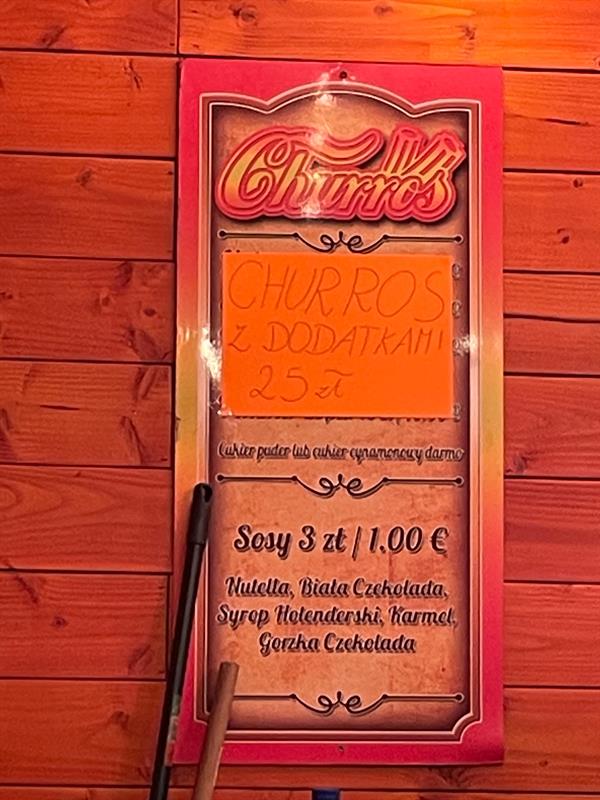 Churros
CHURROS
Z DODATKAMI
25 zł
Cukier puder lub cukier cynamonowy darmo
Sosy 3 zł / 1.00 €
Nutella, Biała Czekolada,
Syrop Holenderski, Karmel,
Gorzka Czekolada